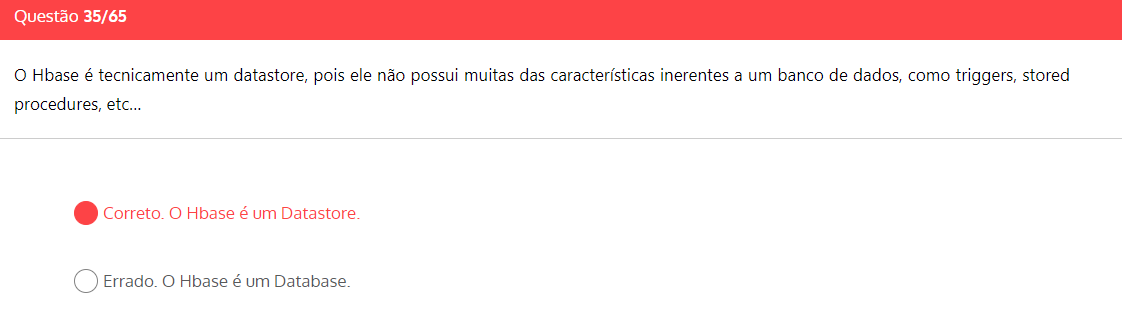 Questão 35/65
O Hbase é tecnicamente um datastore, pois ele não possui muitas das características inerentes a um banco de dados, como triggers, stored
procedures, etc...
Correto. O Hbase é um Datastore.
Errado. O Hbase é um Database.